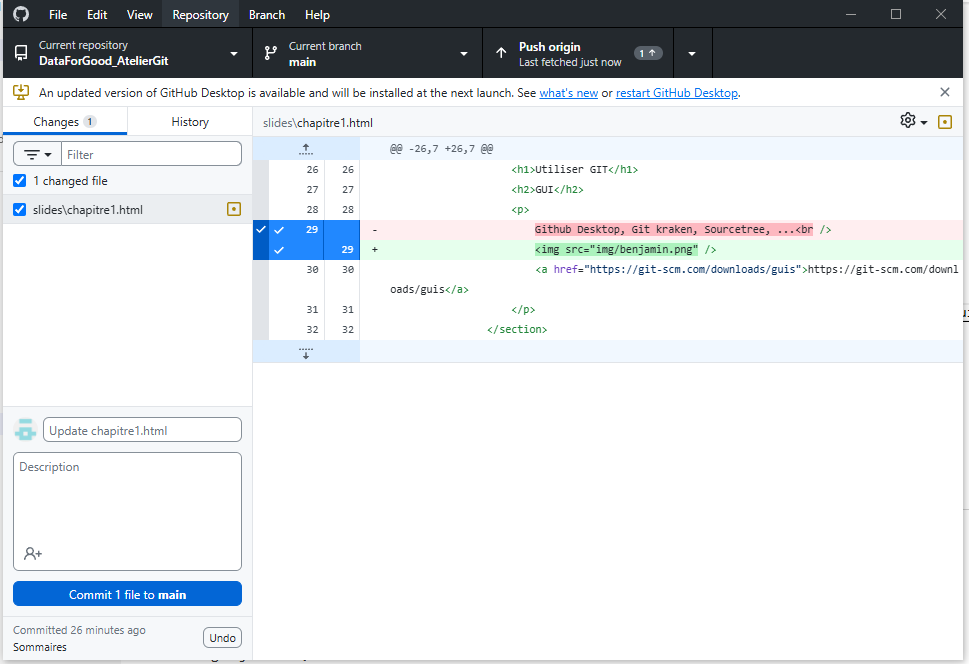 File Edit View Repository Branch Help
Current repository
DataForGood_AtelierGit
Current branch
main
Push origin
Last fetched just now
1
An updated version of GitHub Desktop is available and will be installed at the next launch. See what's new or restart GitHub Desktop.
Changes 1
History
slides\chapitre1.html
Filter
1 changed file
slides\chapitre1.html
@@ -26,7 +26,7 @@
26 26 <h1>Utiliser GIT</h1>
27 27 <h2>GUI</h2>
28 28 <p>
29 - Github Desktop, Git kraken, Sourcetree, ...<br />
29 + <img src="img/benjamin.png" />
30 30 <a href="https://git-scm.com/downloads/guis">https://git-scm.com/downl
oads/guis</a>
31 31 </p>
32 32 </section>
Update chapitre1.html
Description
Commit 1 file to main
Committed 26 minutes ago
Sommaires
Undo